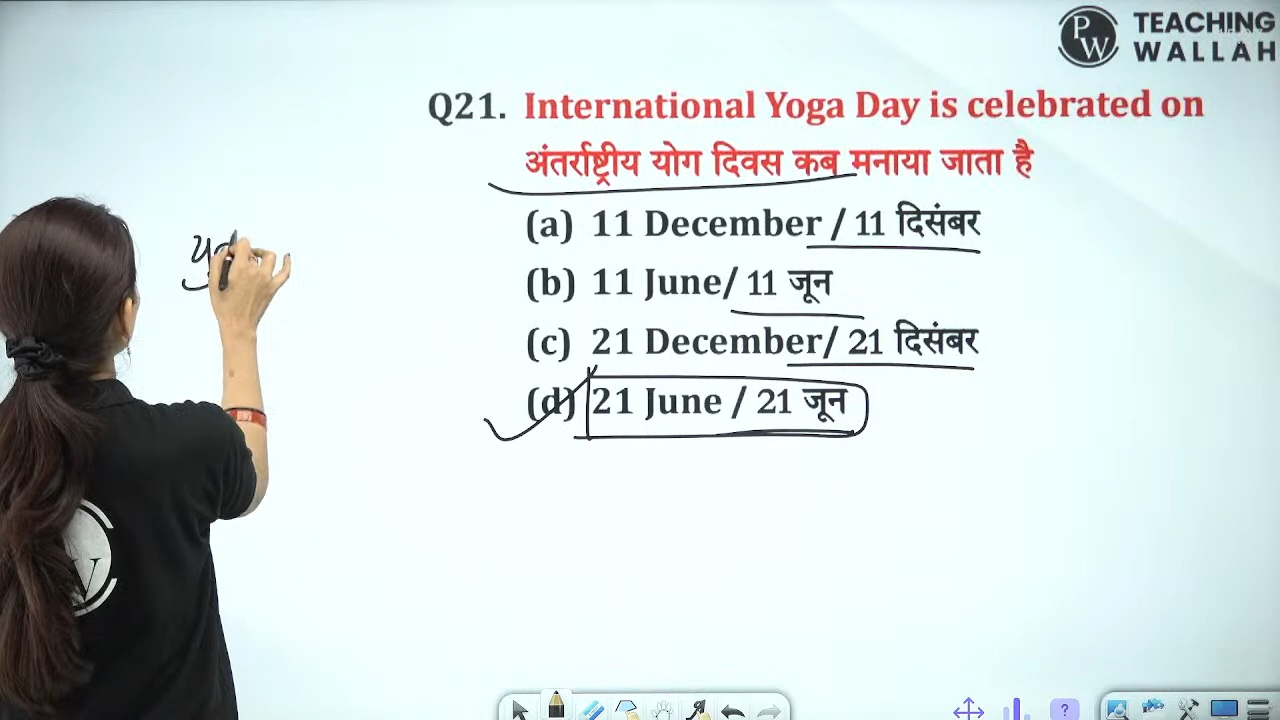 PW TEACHING
WALLAH
Q21. International Yoga Day is celebrated on
अंतर्राष्ट्रीय योग दिवस कब मनाया जाता है
(a) 11 December / 11 दिसंबर
(b) 11 June/ 11 जून
(c) 21 December/ 21 दिसंबर
(d) 21 June / 21 जून